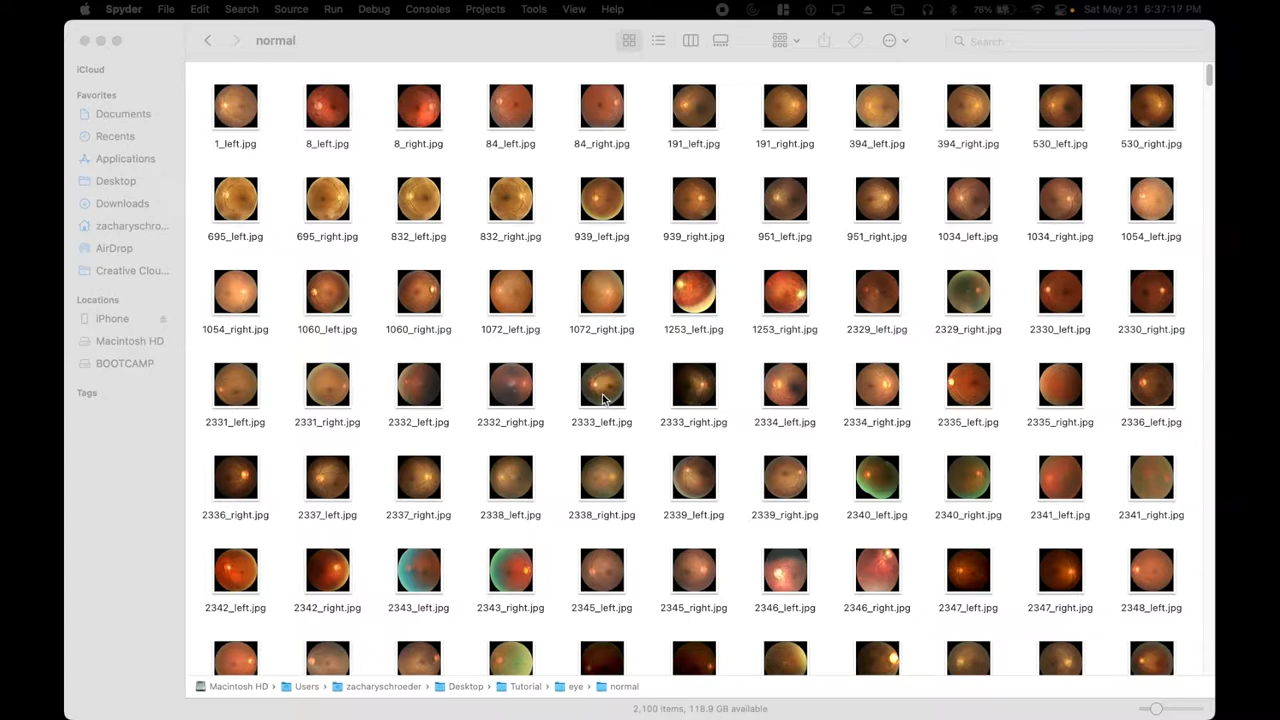 Spyder File Edit Search Source Run Debug Consoles Projects Tools View Help 76% Sat May 21 6:37:17 PM
normal Search
iCloud
Favorites
Documents
Recents
Applications
Desktop
Downloads
zacharyschro...
AirDrop
Creative Clou...
Locations
iPhone
Macintosh HD
BOOTCAMP
Tags
1_left.jpg 8_left.jpg 8_right.jpg 84_left.jpg 84_right.jpg 191_left.jpg 191_right.jpg 394_left.jpg 394_right.jpg 530_left.jpg 530_right.jpg
695_left.jpg 695_right.jpg 832_left.jpg 832_right.jpg 939_left.jpg 939_right.jpg 951_left.jpg 951_right.jpg 1034_left.jpg 1034_right.jpg 1054_left.jpg
1054_right.jpg 1060_left.jpg 1060_right.jpg 1072_left.jpg 1072_right.jpg 1253_left.jpg 1253_right.jpg 2329_left.jpg 2329_right.jpg 2330_left.jpg 2330_right.jpg
2331_left.jpg 2331_right.jpg 2332_left.jpg 2332_right.jpg 2333_left.jpg 2333_right.jpg 2334_left.jpg 2334_right.jpg 2335_left.jpg 2335_right.jpg 2336_left.jpg
2336_right.jpg 2337_left.jpg 2337_right.jpg 2338_left.jpg 2338_right.jpg 2339_left.jpg 2339_right.jpg 2340_left.jpg 2340_right.jpg 2341_left.jpg 2341_right.jpg
2342_left.jpg 2342_right.jpg 2343_left.jpg 2343_right.jpg 2345_left.jpg 2345_right.jpg 2346_left.jpg 2346_right.jpg 2347_left.jpg 2347_right.jpg 2348_left.jpg
Macintosh HD › Users › zacharyschroeder › Desktop › Tutorial › eye › normal
2,100 items, 118.9 GB available